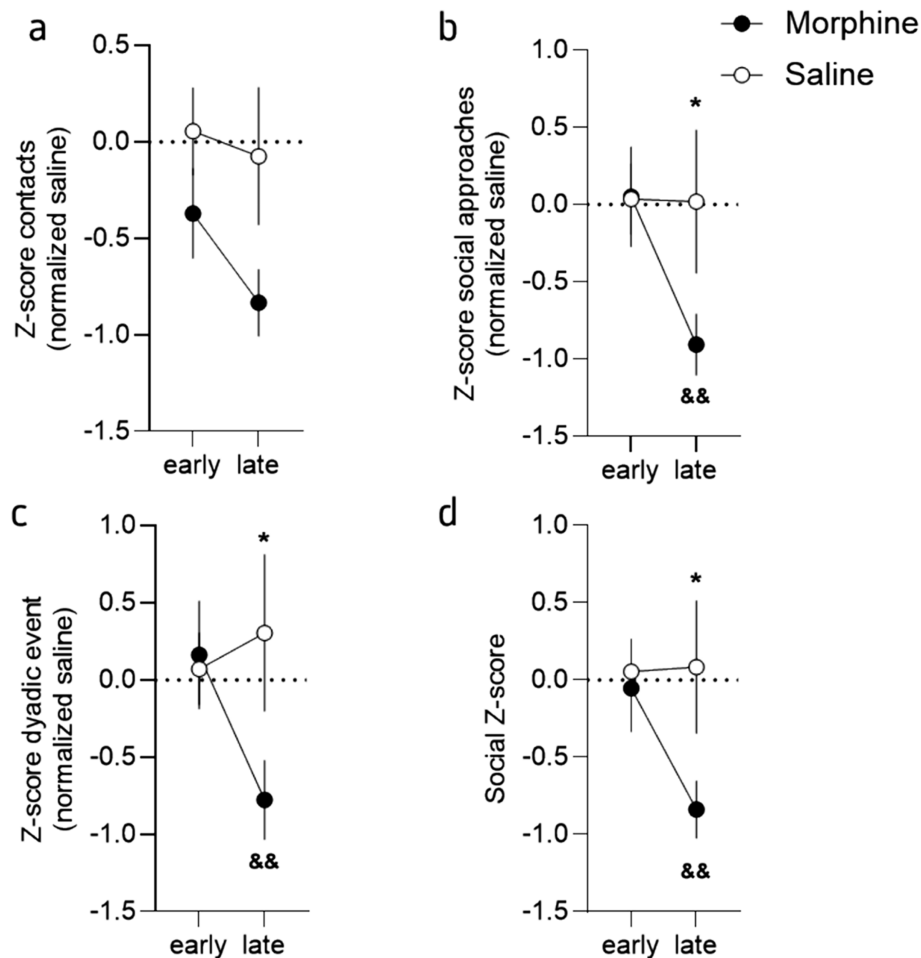 a
Z-score contacts
(normalized saline)
0.5
0.0
-0.5
-1.0
-1.5
early late
b
Morphine
Saline
Z-score social approaches
(normalized saline)
1.0
0.5
0.0
-0.5
-1.0
-1.5
*
&&
early late
c
Z-score dyadic event
(normalized saline)
1.0
0.5
0.0
-0.5
-1.0
-1.5
*
&&
early late
d
Social Z-score
1.0
0.5
0.0
-0.5
-1.0
-1.5
*
&&
early late